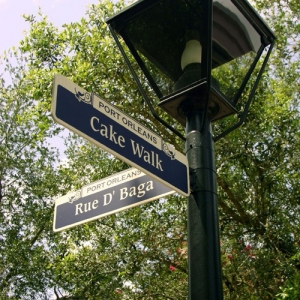 PORT ORLEANS
Cake Walk
PORT ORLEANS
Rue D' Baga